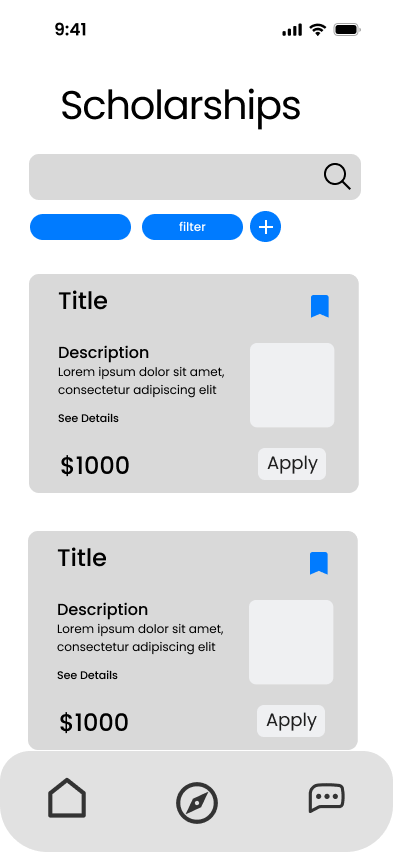 9:41
Scholarships
filter
Title
Description
Lorem ipsum dolor sit amet,
consectetur adipiscing elit
See Details
$1000
Apply
Title
Description
Lorem ipsum dolor sit amet,
consectetur adipiscing elit
See Details
$1000
Apply